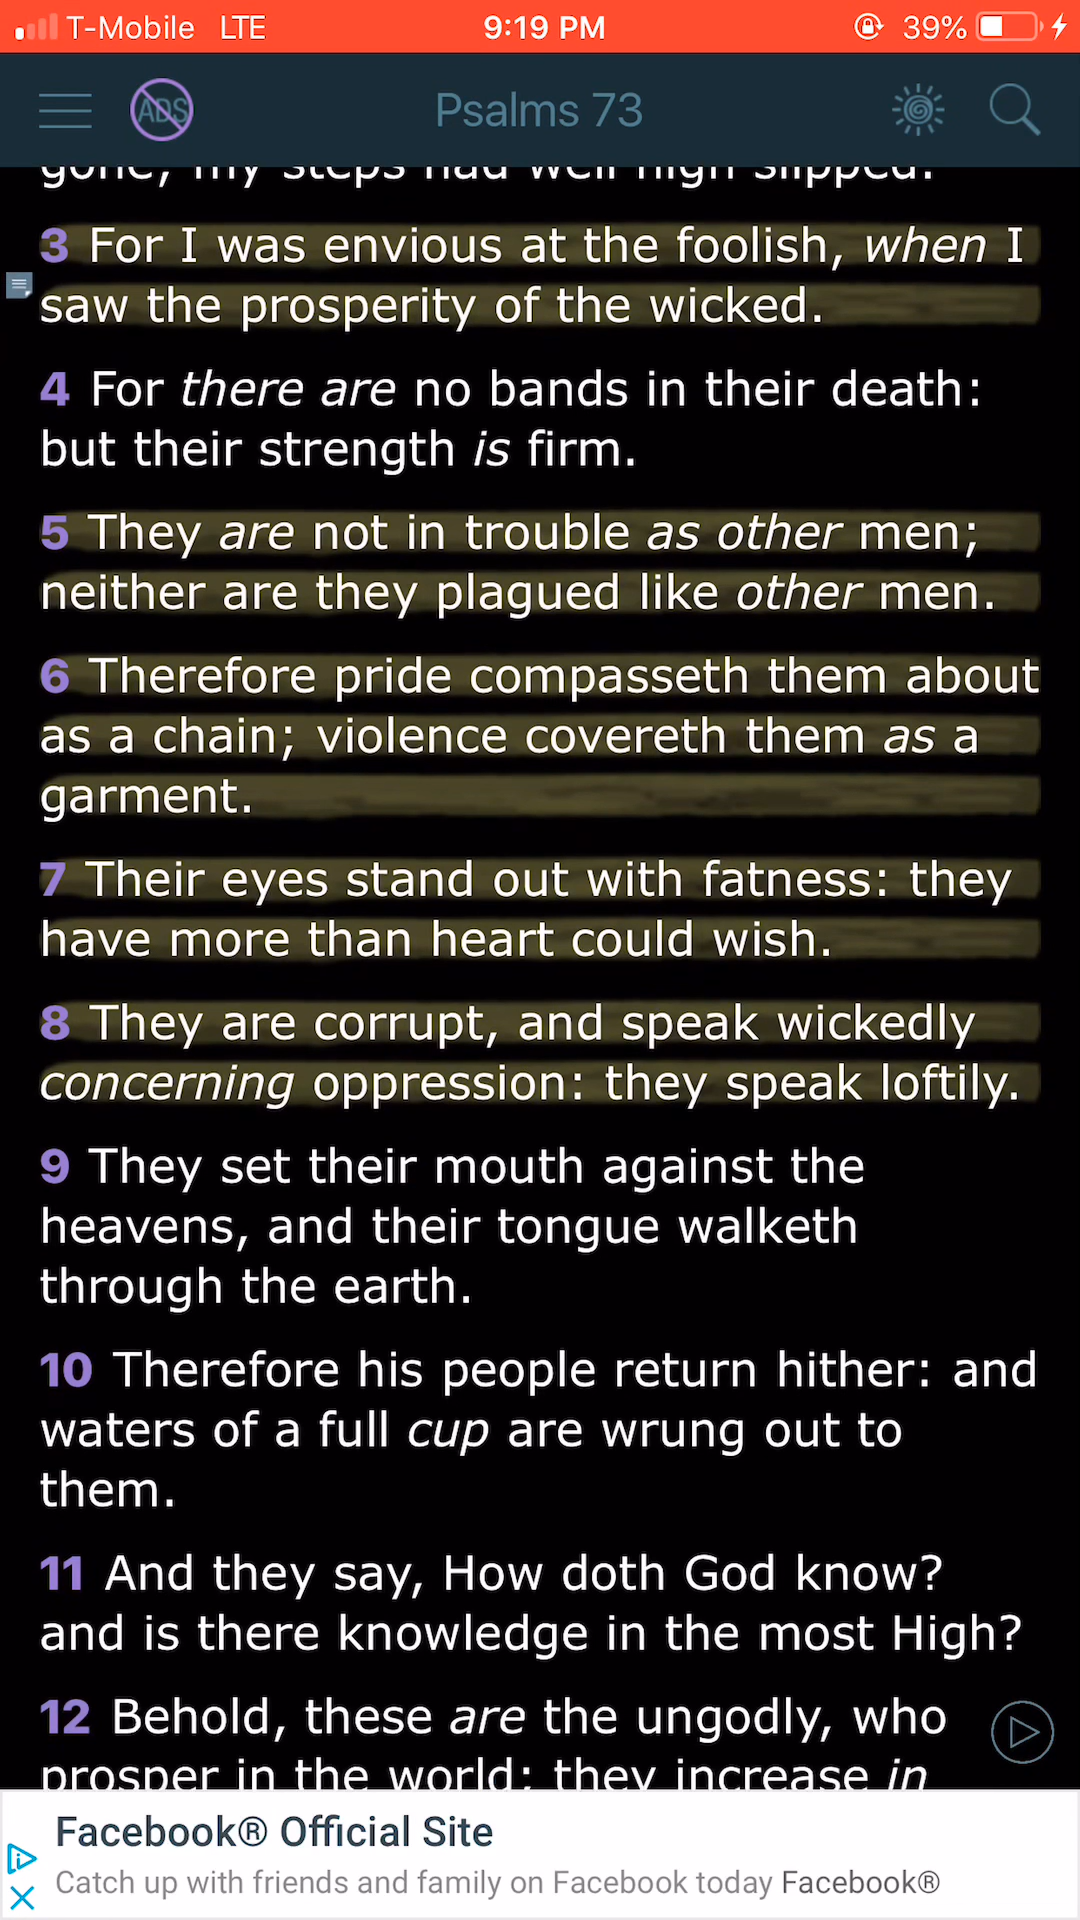 T-Mobile LTE 9:19 PM 39%
ADS Psalms 73
gone, my steps had well nigh slipped.
3 For I was envious at the foolish, when I
saw the prosperity of the wicked.
4 For there are no bands in their death:
but their strength is firm.
5 They are not in trouble as other men;
neither are they plagued like other men.
6 Therefore pride compasseth them about
as a chain; violence covereth them as a
garment.
7 Their eyes stand out with fatness: they
have more than heart could wish.
8 They are corrupt, and speak wickedly
concerning oppression: they speak loftily.
9 They set their mouth against the
heavens, and their tongue walketh
through the earth.
10 Therefore his people return hither: and
waters of a full cup are wrung out to
them.
11 And they say, How doth God know?
and is there knowledge in the most High?
12 Behold, these are the ungodly, who
prosper in the world; they increase in
Facebook® Official Site
Catch up with friends and family on Facebook today Facebook®